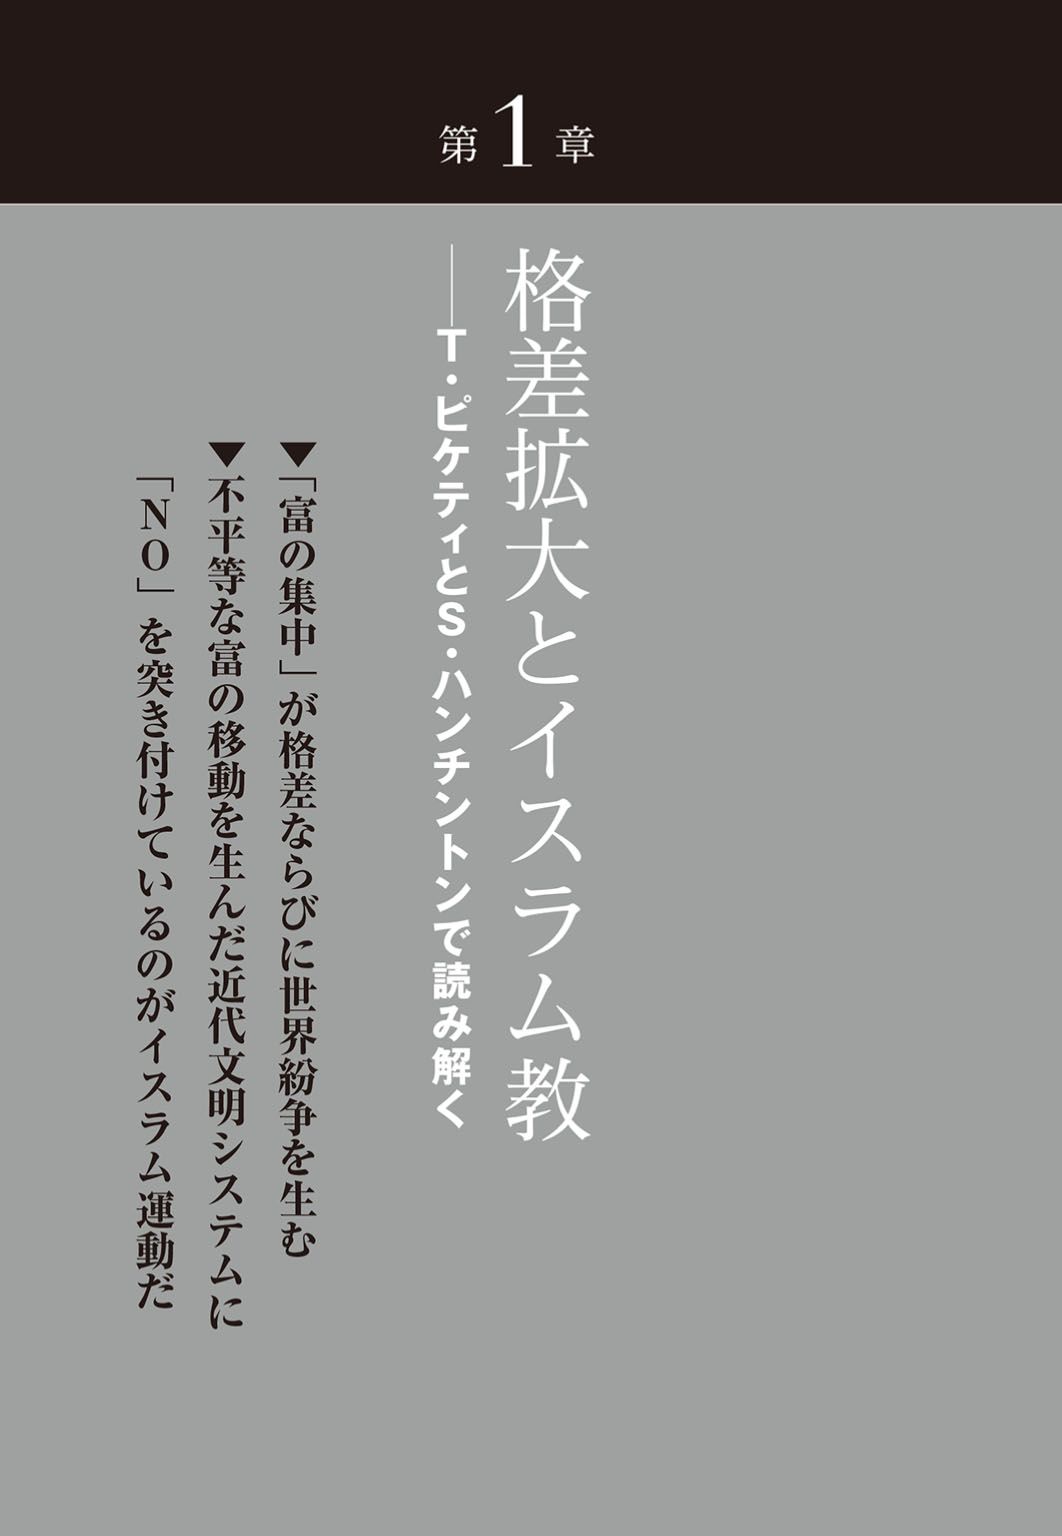 第1章
格差拡大とイスラム教
──T・ピケティとS・ハンチントンで読み解く
▼「富の集中」が格差ならびに世界紛争を生む
▼不平等な富の移動を生んだ近代文明システムに
「NO」を突き付けているのがイスラム運動だ